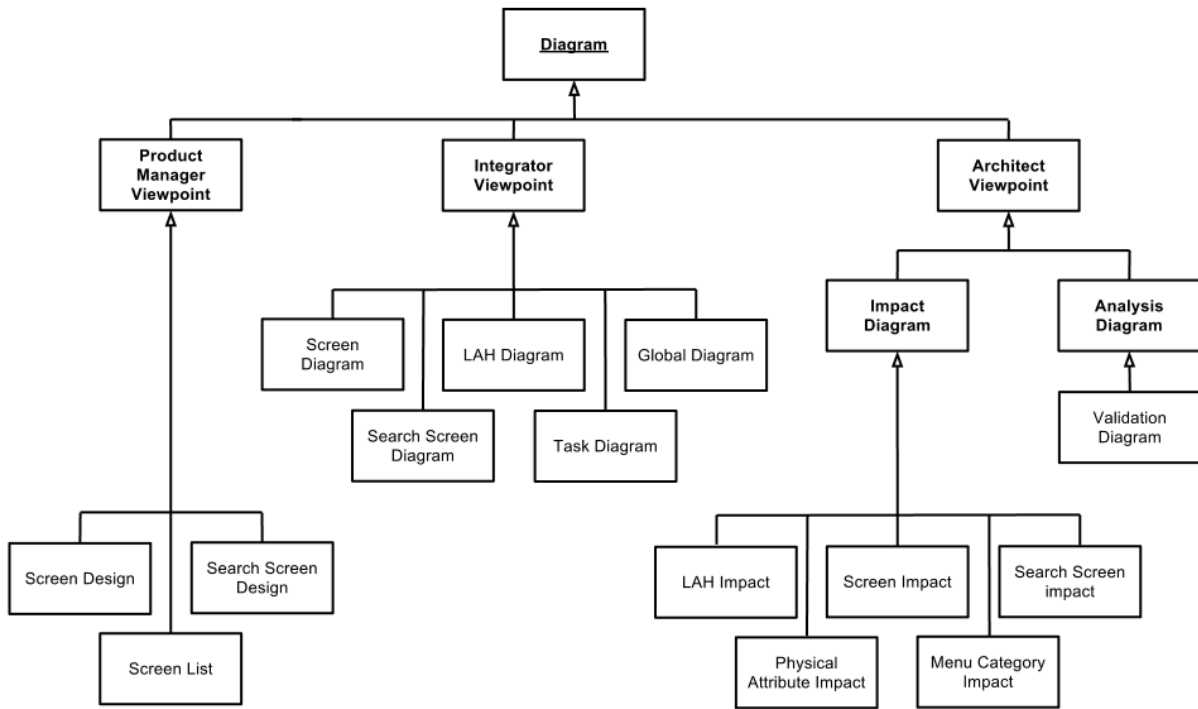 Diagram
Product
Manager
Viewpoint
Integrator
Viewpoint
Architect
Viewpoint
Impact
Diagram
Analysis
Diagram
Screen
Diagram
LAH Diagram
Global Diagram
Search Screen
Diagram
Task Diagram
Validation
Diagram
Screen Design
Search Screen
Design
Screen List
LAH Impact
Screen Impact
Search Screen
impact
Physical
Attribute Impact
Menu Category
Impact